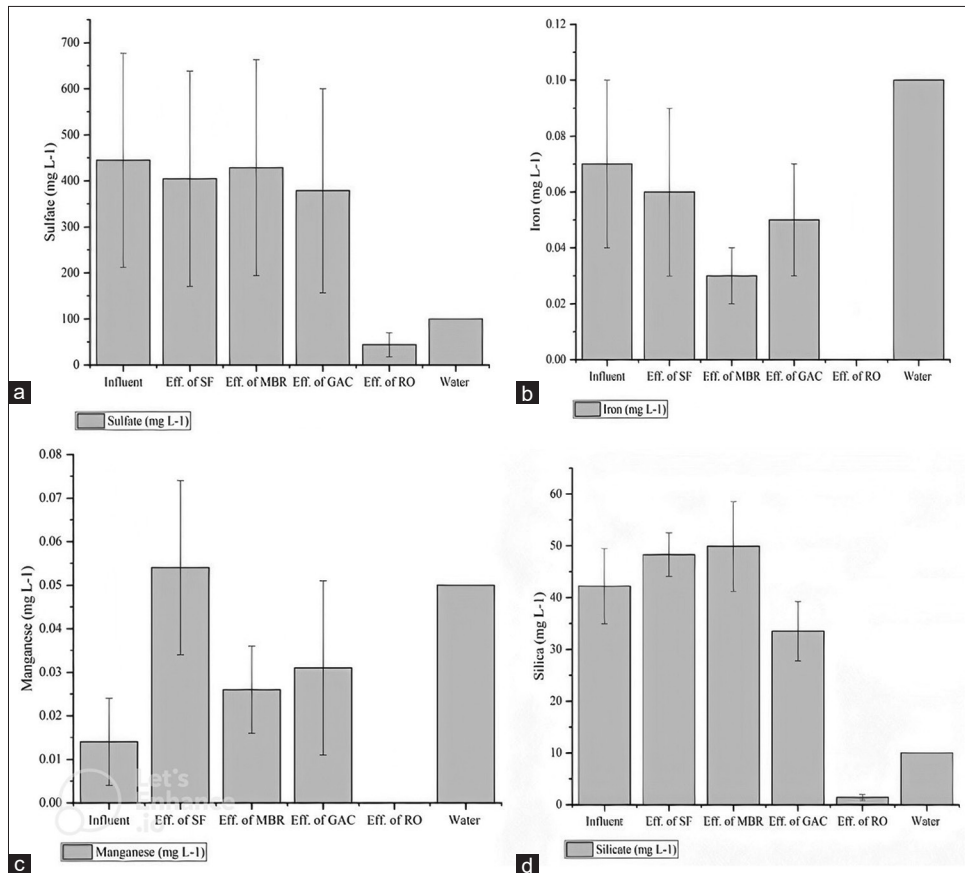 700
600
500
400
300
200
100
0
Sulfate (mg L-1)
Influent Eff. of SF Eff. of MBR Eff. of GAC Eff. of RO Water
Sulfate (mg L-1)
a
0.12
0.10
0.08
0.06
0.04
0.02
0.00
Iron (mg L-1)
Influent Eff. of SF Eff. of MBR Eff. of GAC Eff. of RO Water
Iron (mg L-1)
b
0.08
0.07
0.06
0.05
0.04
0.03
0.02
0.01
0.00
Manganese (mg L-1)
Influent Eff. of SF Eff. of MBR Eff. of GAC Eff. of RO Water
Manganese (mg L-1)
Let's
Enhance
.io
c
60
50
40
30
20
10
0
Silica (mg L-1)
Influent Eff. of SF Eff. of MBR Eff. of GAC Eff. of RO Water
Silicate (mg L-1)
d